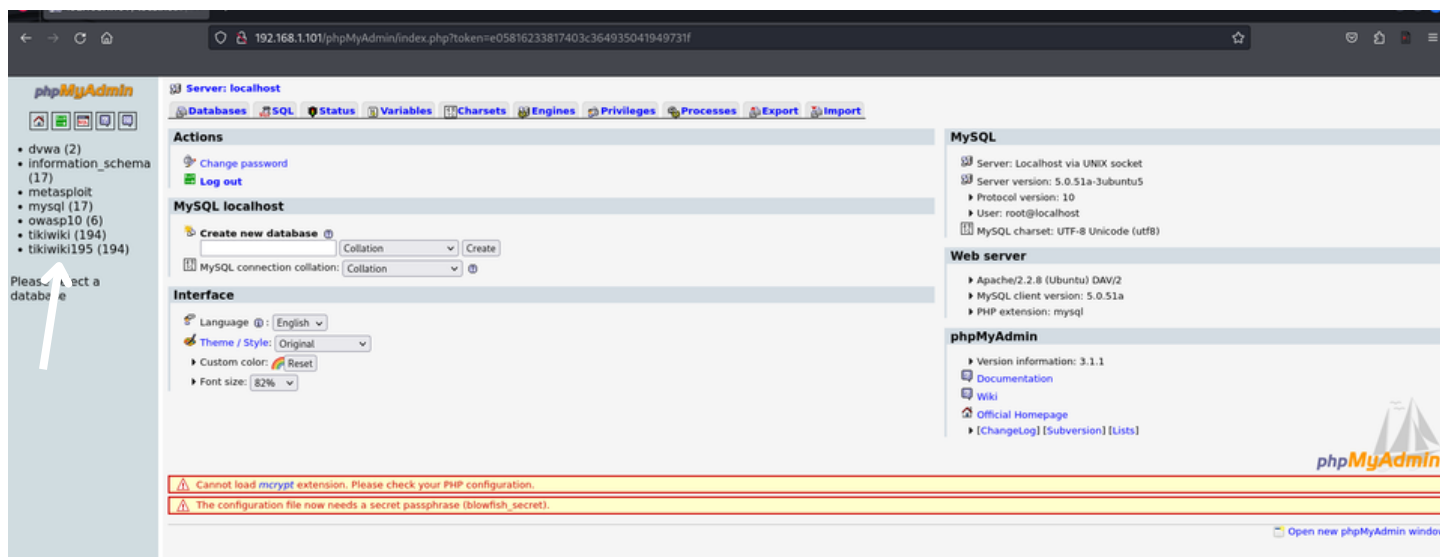 192.168.1.101/phpMyAdmin/index.php?token=e05816233817403c364935041949731f
phpMyAdmin
dvwa (2)
information_schema
(17)
metasploit
mysql (17)
owasp10 (6)
tikiwiki (194)
tikiwiki195 (194)
database
Server: localhost
Databases SQL Status Variables Charsets Engines Privileges Processes Export Import
Actions
Change password
Log out
MySQL localhost
Create new database
Collation Create
MySQL connection collation: Collation
Interface
Language : English
Theme / Style: Original
Custom color: Reset
Font size: 82%
MySQL
Server: Localhost via UNIX socket
Server version: 5.0.51a-3ubuntu5
Protocol version: 10
User: root@localhost
MySQL charset: UTF-8 Unicode (utf8)
Web server
Apache/2.2.8 (Ubuntu) DAV/2
MySQL client version: 5.0.51a
PHP extension: mysql
phpMyAdmin
Version information: 3.1.1
Documentation
Wiki
Official Homepage
[ChangeLog] [Subversion] [Lists]
phpMyAdmin
Cannot load mcrypt extension. Please check your PHP configuration.
The configuration file now needs a secret passphrase (blowfish_secret).
Open new phpMyAdmin window